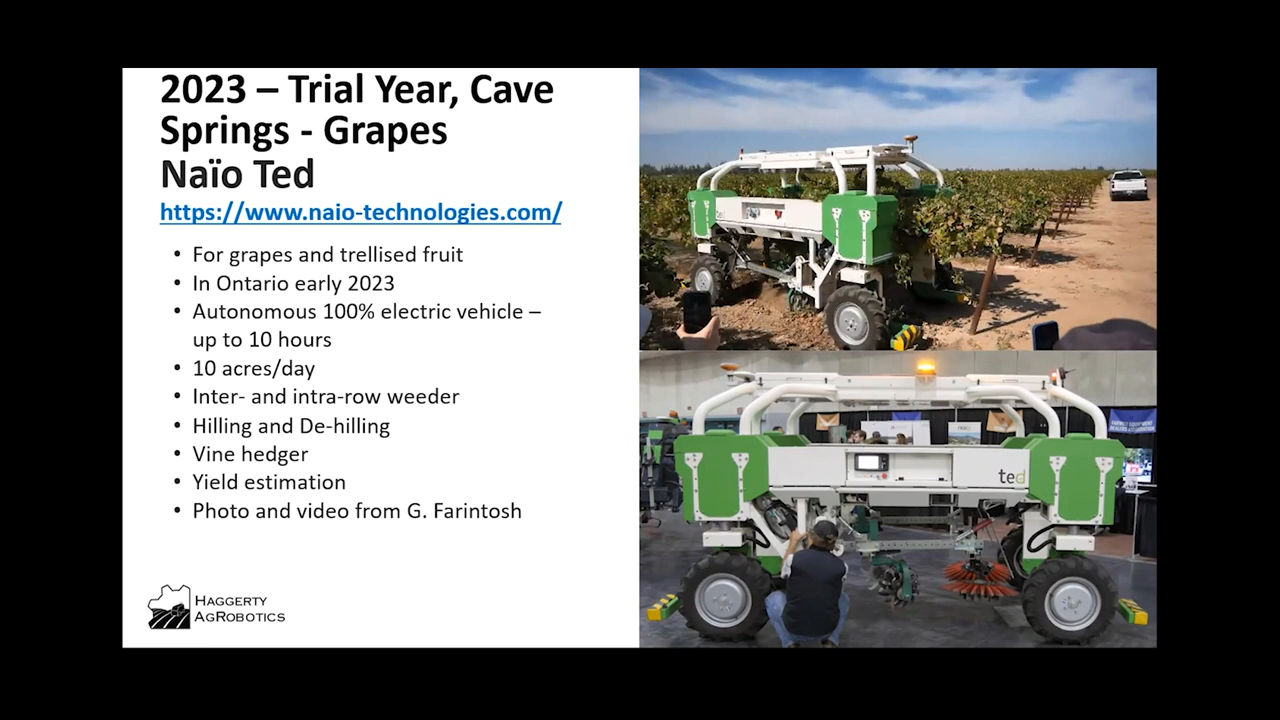 2023 – Trial Year, Cave
Springs - Grapes
Naïo Ted
https://www.naio-technologies.com/
• For grapes and trellised fruit
• In Ontario early 2023
• Autonomous 100% electric vehicle –
up to 10 hours
• 10 acres/day
• Inter- and intra-row weeder
• Hilling and De-hilling
• Vine hedger
• Yield estimation
• Photo and video from G. Farintosh
HAGGERTY
AGROBOTICS
ted